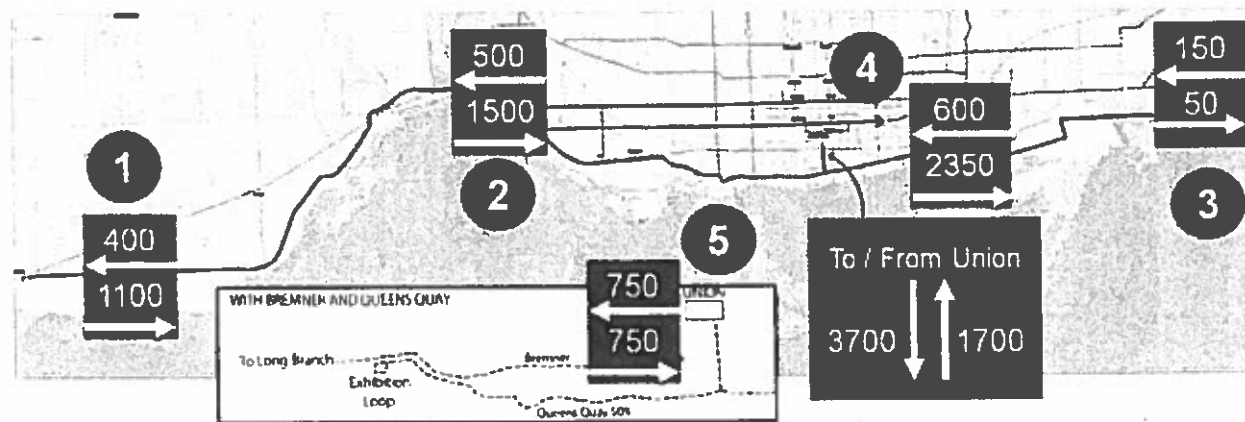 500
1500
4
150
50
600
2350
1
2
3
400
1100
5
To / From Union
3700
1700
WITH BREMNER AND QUEENS QUAY
750
UNION
750
To Long Branch
Bremner
Exhibition
Loop
Queens Quay